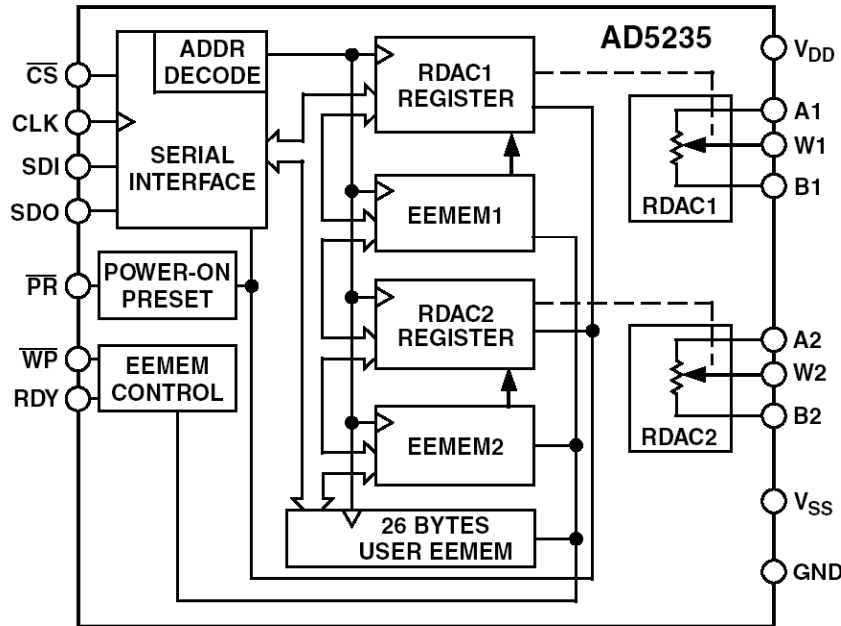 AD5235
CS
CLK
SDI
SDO
PR
WP
RDY
ADDR
DECODE
SERIAL
INTERFACE
POWER-ON
PRESET
EEMEM
CONTROL
RDAC1
REGISTER
EEMEM1
RDAC2
REGISTER
EEMEM2
26 BYTES
USER EEMEM
RDAC1
RDAC2
VDD
A1
W1
B1
A2
W2
B2
VSS
GND